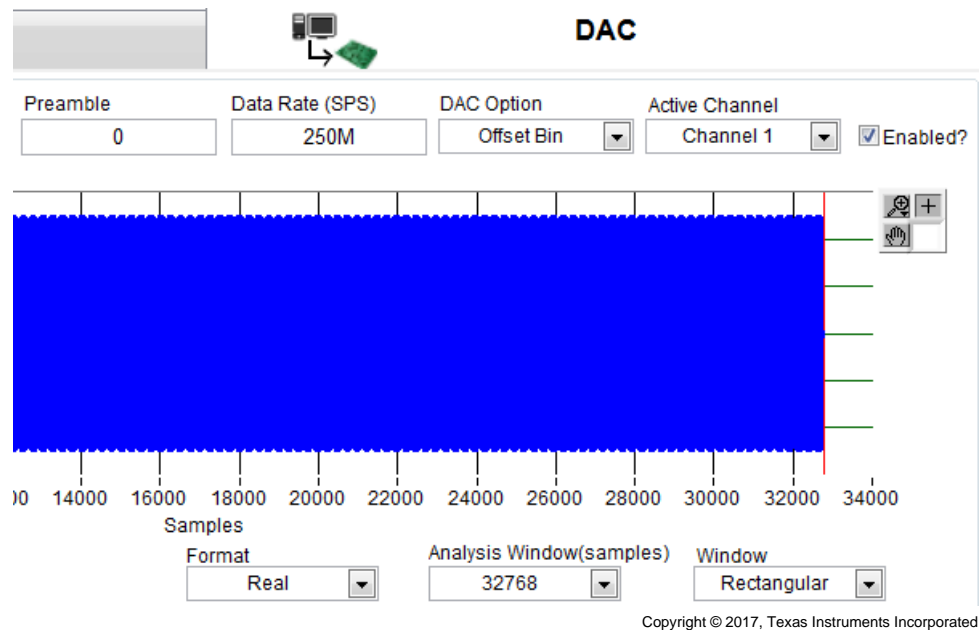 DAC
Preamble Data Rate (SPS) DAC Option Active Channel
0 250M Offset Bin Channel 1 Enabled?
00 14000 16000 18000 20000 22000 24000 26000 28000 30000 32000 34000
Samples
Format Analysis Window(samples) Window
Real 32768 Rectangular
Copyright © 2017, Texas Instruments Incorporated